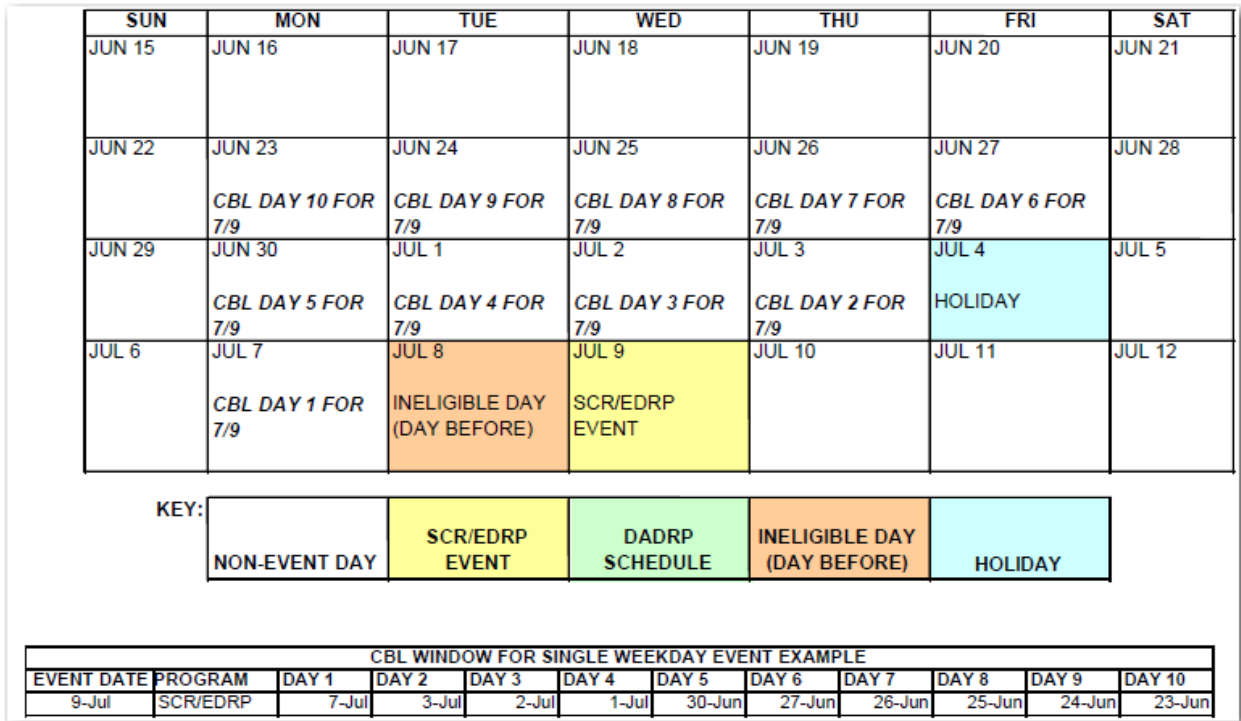 SUN MON TUE WED THU FRI SAT
JUN 15 JUN 16 JUN 17 JUN 18 JUN 19 JUN 20 JUN 21
JUN 22 JUN 23 JUN 24 JUN 25 JUN 26 JUN 27 JUN 28
CBL DAY 10 FOR CBL DAY 9 FOR CBL DAY 8 FOR CBL DAY 7 FOR CBL DAY 6 FOR
7/9 7/9 7/9 7/9 7/9
JUN 29 JUN 30 JUL 1 JUL 2 JUL 3 JUL 4 JUL 5
CBL DAY 5 FOR CBL DAY 4 FOR CBL DAY 3 FOR CBL DAY 2 FOR HOLIDAY
7/9 7/9 7/9 7/9
JUL 6 JUL 7 JUL 8 JUL 9 JUL 10 JUL 11 JUL 12
CBL DAY 1 FOR INELIGIBLE DAY SCR/EDRP
7/9 (DAY BEFORE) EVENT
KEY:
SCR/EDRP DADRP INELIGIBLE DAY
NON-EVENT DAY EVENT SCHEDULE (DAY BEFORE) HOLIDAY
CBL WINDOW FOR SINGLE WEEKDAY EVENT EXAMPLE
EVENT DATE PROGRAM DAY 1 DAY 2 DAY 3 DAY 4 DAY 5 DAY 6 DAY 7 DAY 8 DAY 9 DAY 10
9-Jul SCR/EDRP 7-Jul 3-Jul 2-Jul 1-Jul 30-Jun 27-Jun 26-Jun 25-Jun 24-Jun 23-Jun